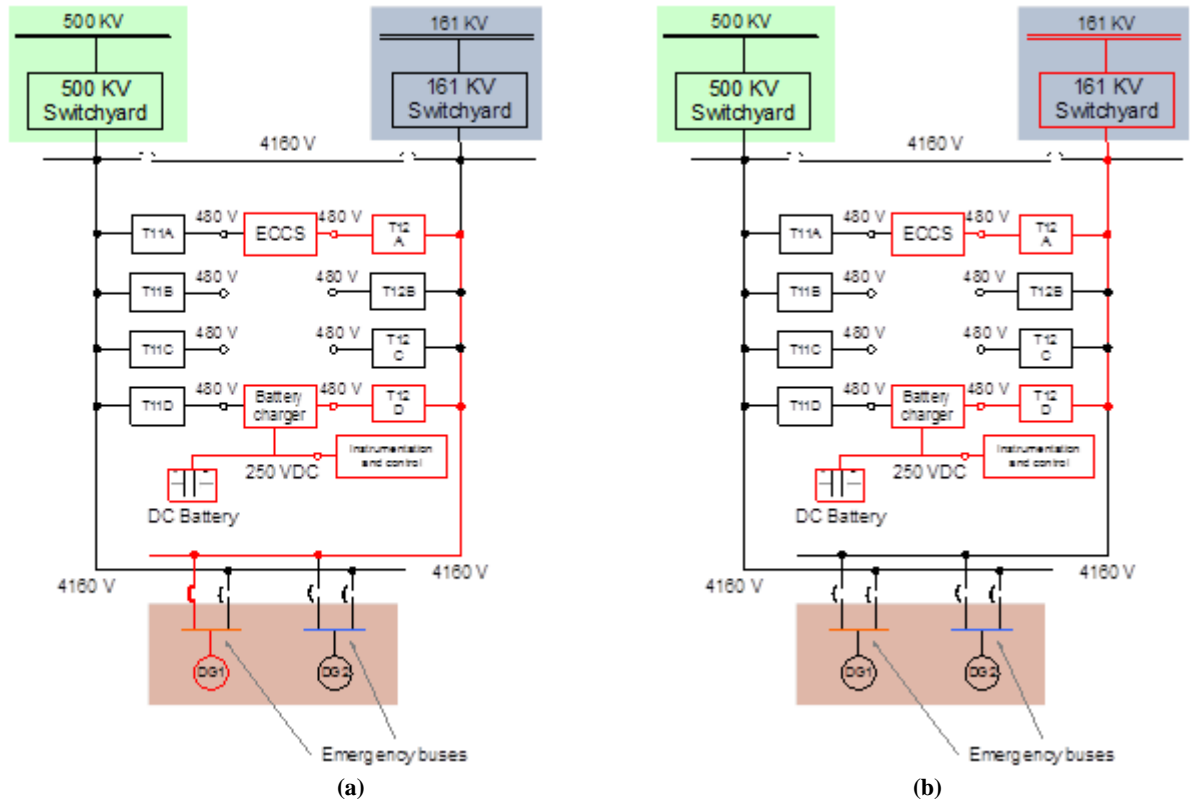 500 KV
161 KV
500 KV
Switchyard
161 KV
Switchyard
4160 V
T11A
480 V
ECCS
480 V
T12
A
T11B
480 V
480 V
T12B
T11C
480 V
480 V
T12
C
T11D
480 V
Battery
charger
480 V
T12
D
Instrumentation
and control
250 VDC
DC Battery
4160 V
4160 V
DG1
DG2
Emergency buses
(a)
500 KV
161 KV
500 KV
Switchyard
161 KV
Switchyard
4160 V
T11A
480 V
ECCS
480 V
T12
A
T11B
480 V
480 V
T12B
T11C
480 V
480 V
T12
C
T11D
480 V
Battery
charger
480 V
T12
D
Instrumentation
and control
250 VDC
DC Battery
4160 V
4160 V
DG1
DG2
Emergency buses
(b)